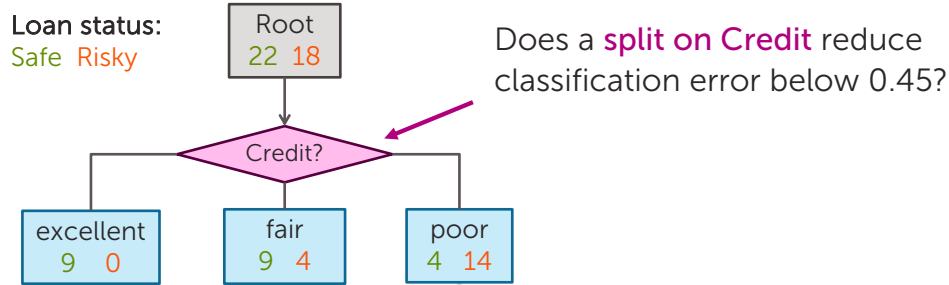 Loan status:
Safe Risky
Root
22 18
Does a split on Credit reduce
classification error below 0.45?
Credit?
excellent
9 0
fair
9 4
poor
4 14